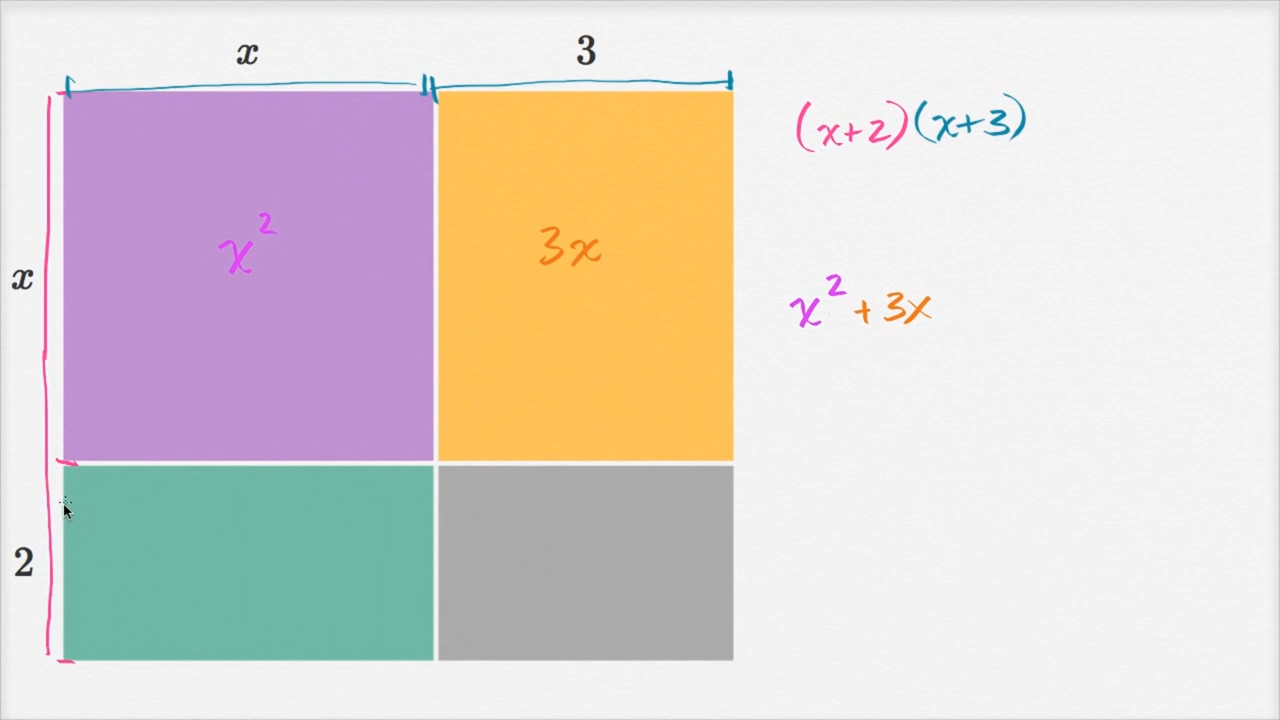 x 3
(x+2)(x+3)
x x² 3x
x² + 3x
2